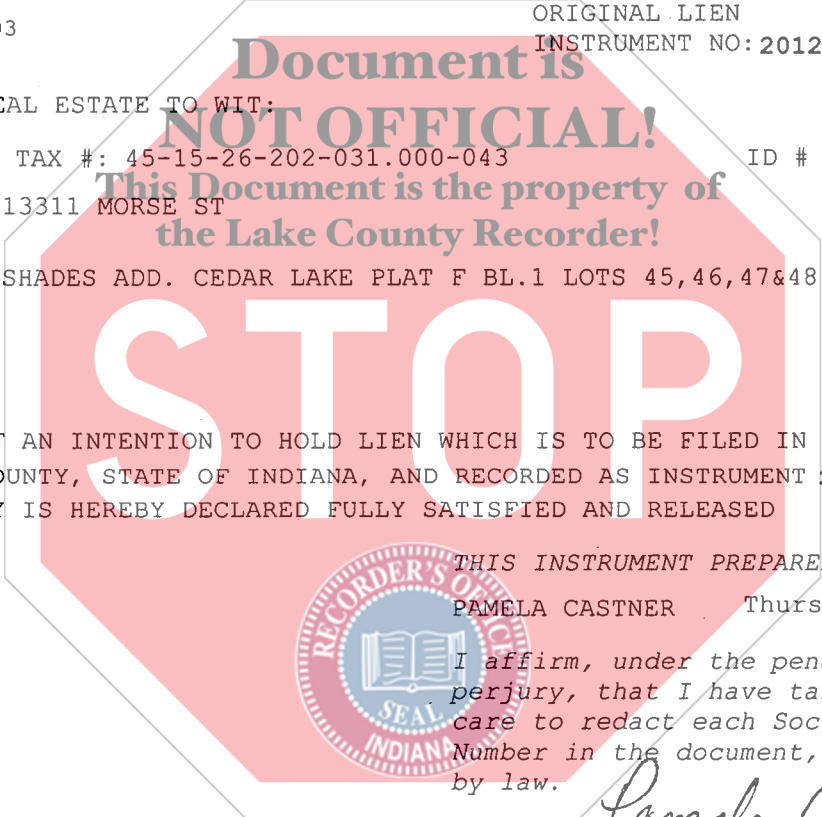 ORIGINAL LIEN
INSTRUMENT NO: 2012
Document is
NOT OFFICIAL!
This Document is the property of
the Lake County Recorder!
EAL ESTATE TO WIT:
TAX #: 45-15-26-202-031.000-043 ID #
13311 MORSE ST
SHADES ADD. CEDAR LAKE PLAT F BL.1 LOTS 45,46,47&48
STOP
AN INTENTION TO HOLD LIEN WHICH IS TO BE FILED IN
OUNTY, STATE OF INDIANA, AND RECORDED AS INSTRUMENT
Y IS HEREBY DECLARED FULLY SATISFIED AND RELEASED
THIS INSTRUMENT PREPARE
PAMELA CASTNER Thurs
I affirm, under the pen
perjury, that I have ta
care to redact each Soc
Number in the document,
by law.
Pamela
RECORDER'S OFFICE
SEAL
INDIANA